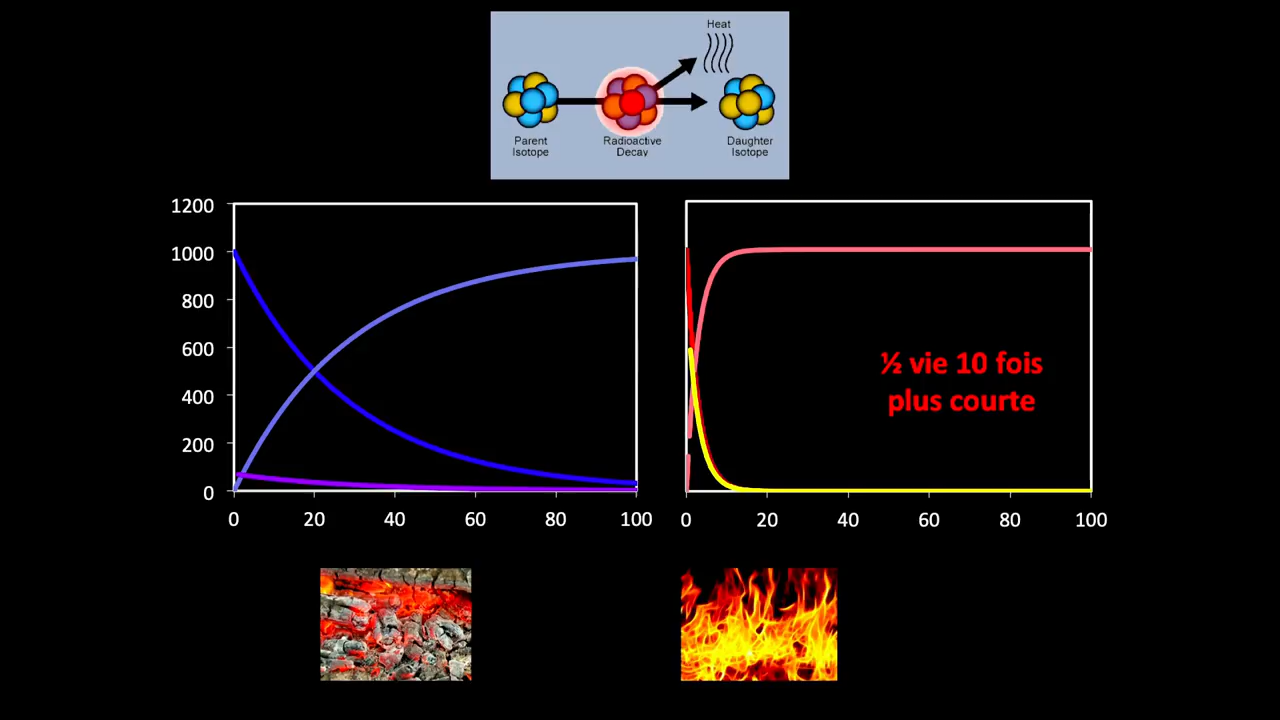 Heat
Parent
Isotope
Radioactive
Decay
Daughter
Isotope
1200
1000
800
600
400
200
0
0 20 40 60 80 100
½ vie 10 fois
plus courte
0 20 40 60 80 100